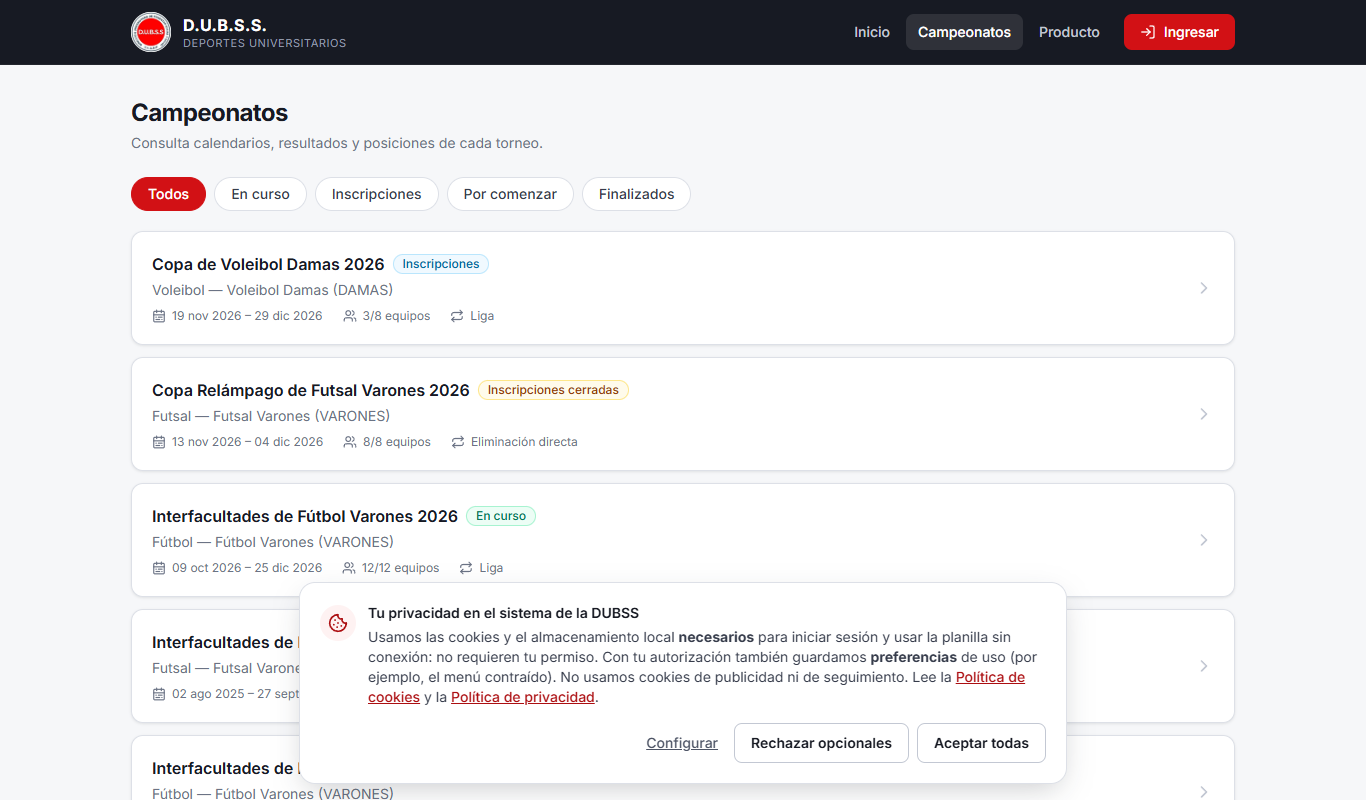 D.U.B.S.S
D.U.B.S.S.
DEPORTES UNIVERSITARIOS
Inicio
Campeonatos
Producto
Ingresar
Campeonatos
Consulta calendarios, resultados y posiciones de cada torneo.
Todos
En curso
Inscripciones
Por comenzar
Finalizados
Copa de Voleibol Damas 2026
Inscripciones
Voleibol — Voleibol Damas (DAMAS)
19 nov 2026 – 29 dic 2026
3/8 equipos
Liga
Copa Relámpago de Futsal Varones 2026
Inscripciones cerradas
Futsal — Futsal Varones (VARONES)
13 nov 2026 – 04 dic 2026
8/8 equipos
Eliminación directa
Interfacultades de Fútbol Varones 2026
En curso
Fútbol — Fútbol Varones (VARONES)
09 oct 2026 – 25 dic 2026
12/12 equipos
Liga
Interfacultades de
Futsal — Futsal Varone
02 ago 2025 – 27 sept
Interfacultades de
Fútbol — Fútbol Varones (VARONES)
Tu privacidad en el sistema de la DUBSS
Usamos las cookies y el almacenamiento local necesarios para iniciar sesión y usar la planilla sin
conexión: no requieren tu permiso. Con tu autorización también guardamos preferencias de uso (por
ejemplo, el menú contraído). No usamos cookies de publicidad ni de seguimiento. Lee la Política de
cookies y la Política de privacidad.
Configurar
Rechazar opcionales
Aceptar todas